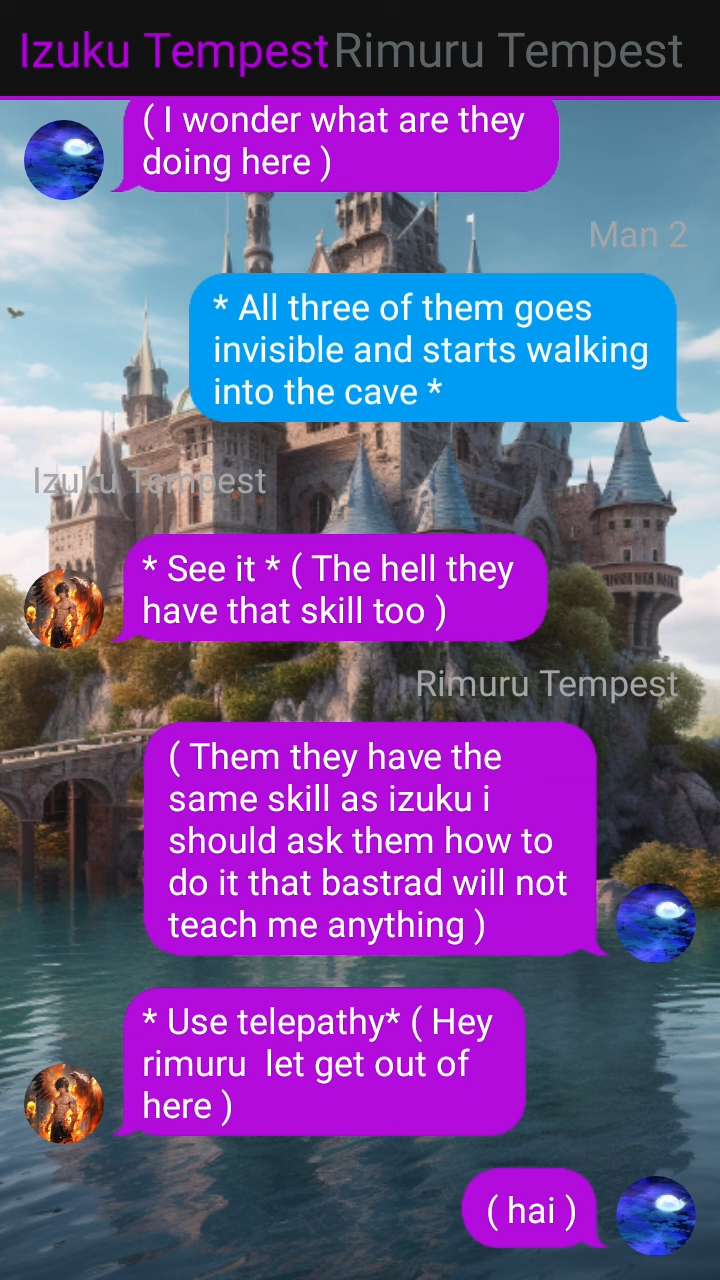 Izuku Tempest Rimuru Tempest
( I wonder what are they
doing here )
Man 2
* All three of them goes
invisible and starts walking
into the cave *
Izuku Tempest
* See it * ( The hell they
have that skill too )
Rimuru Tempest
( Them they have the
same skill as izuku i
should ask them how to
do it that bastrad will not
teach me anything )
* Use telepathy* ( Hey
rimuru  let get out of
here )
( hai )